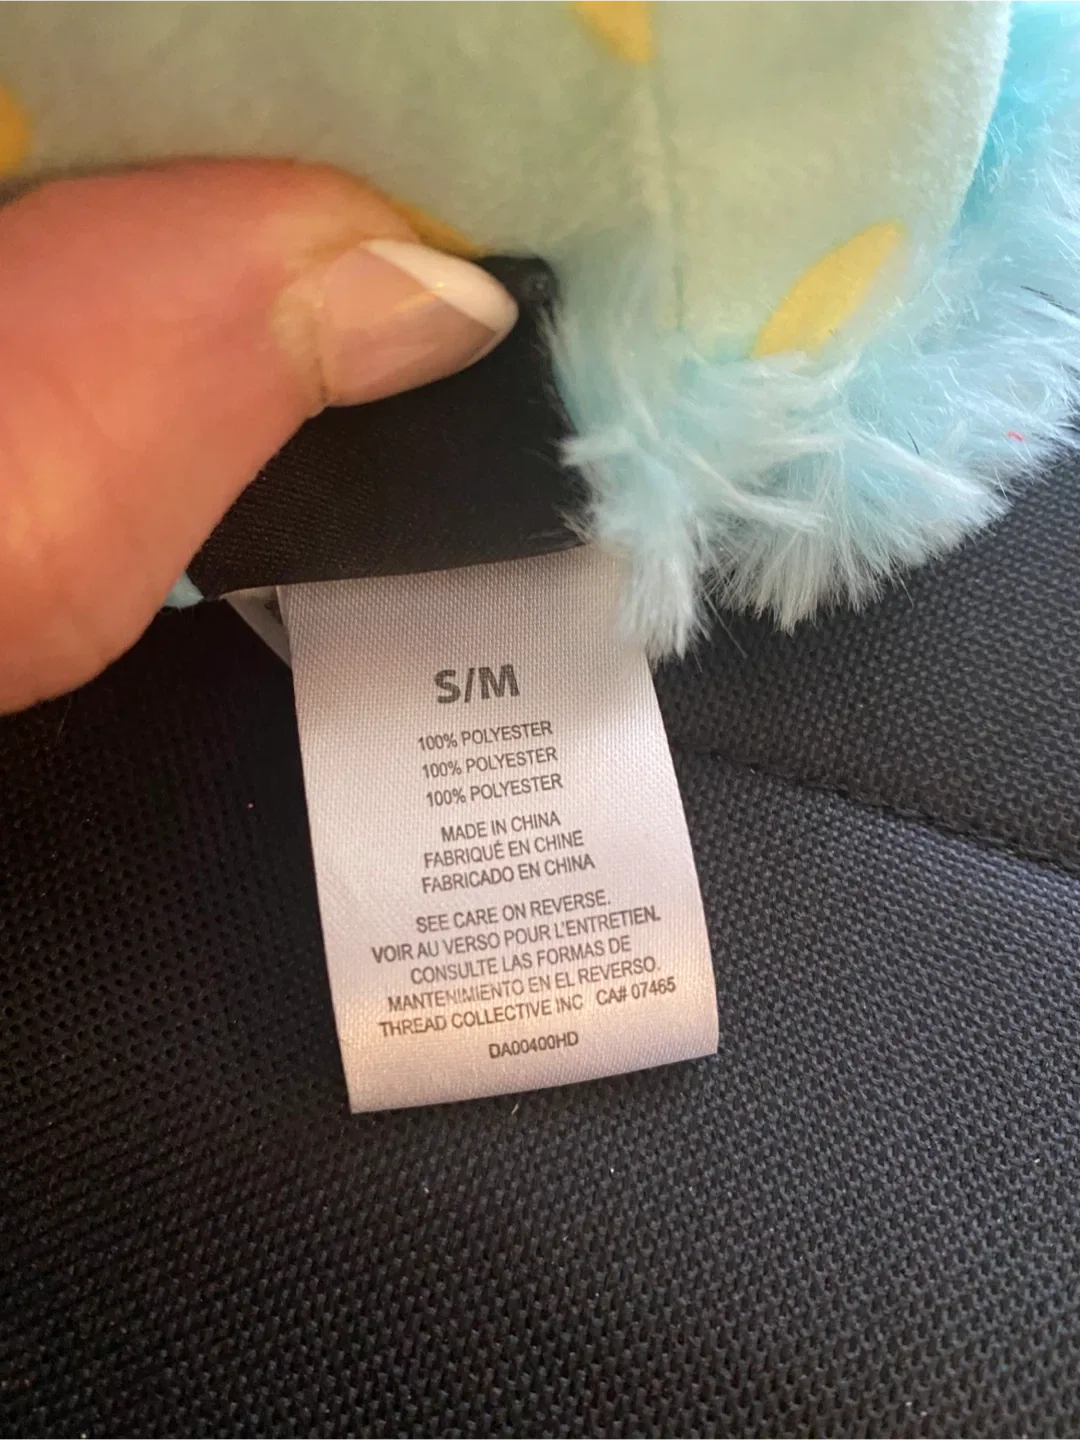 S/M
100% POLYESTER
100% POLYESTER
100% POLYESTER
MADE IN CHINA
FABRIQUÉ EN CHINE
FABRICADO EN CHINA
SEE CARE ON REVERSE.
VOIR AU VERSO POUR L'ENTRETIEN.
CONSULTE LAS FORMAS DE
MANTENIMIENTO EN EL REVERSO.
THREAD COLLECTIVE INC CA# 07465
DA00400HD